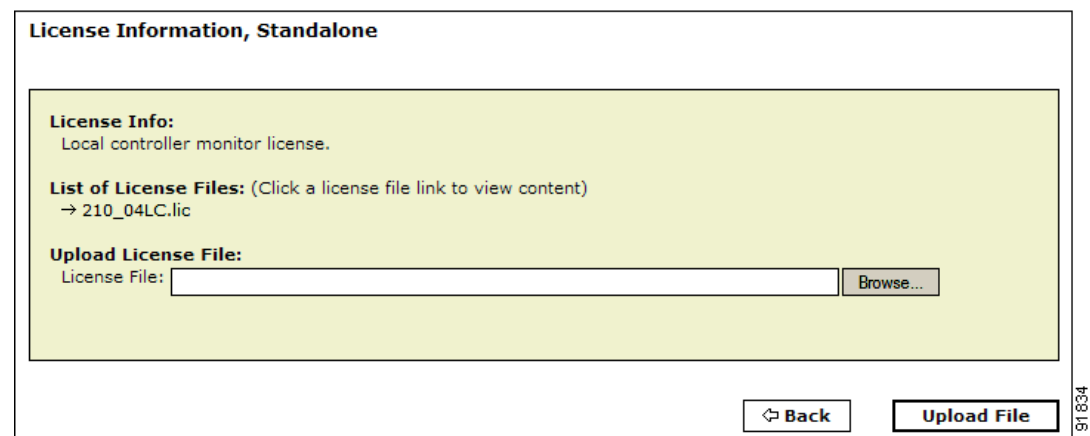 License Information, Standalone
License Info:
Local controller monitor license.
List of License Files: (Click a license file link to view content)
→ 210_04LC.lic
Upload License File:
License File: Browse...
⇦ Back Upload File
91834